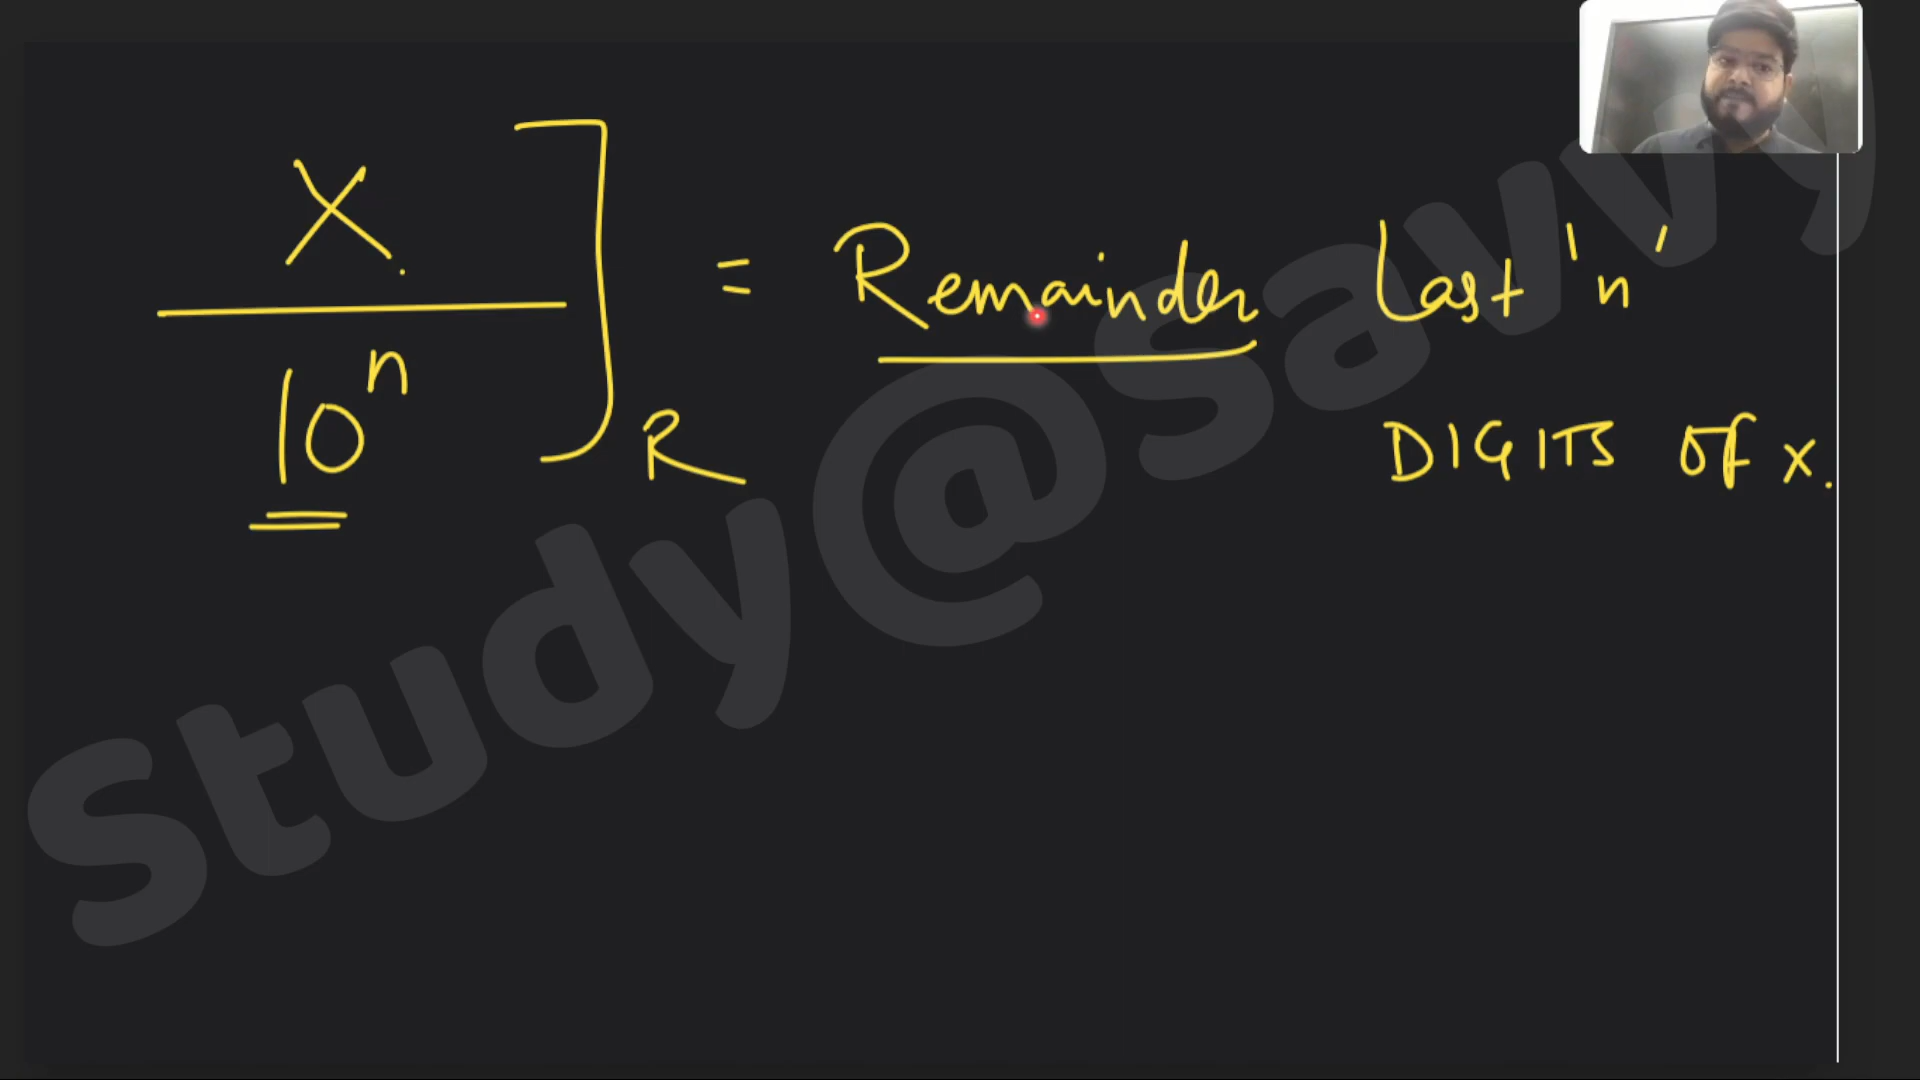 X.
10^n
]R = Remainder Last 'n'
DIGITS of x.
Study@savvy